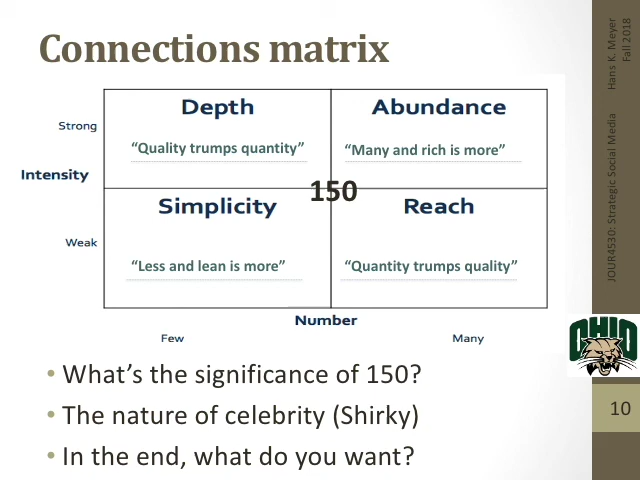 Connections matrix
Hans K. Meyer
Fall 2018
JOUR4530: Strategic Social Media
Depth
Abundance
Strong
“Quality trumps quantity”
“Many and rich is more”
Intensity
150
Simplicity
Reach
Weak
“Less and lean is more”
“Quantity trumps quality”
Number
Few
Many
OHIO
• What’s the significance of 150?
• The nature of celebrity (Shirky)
• In the end, what do you want?
10